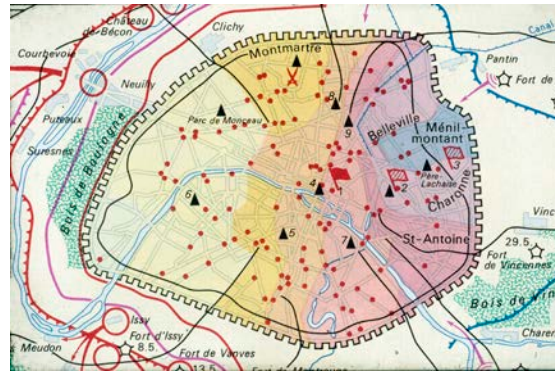 Château-
de-Bécon
Clichy
Canal
Courbevoie
Montmartre
Pantin
Fort de
Neuilly
8
Parc de Monceau
9
Puteaux
Belleville
Ménil
montant
Suresnes
Bois de Boulogne
3
Père-
Lachaise
4
1
2
Charonne
6
Vinc
5
7
St-Antoine
29.5.
Fort
de Vincennes
Bois de Vin
Issy
Charen
Meudon
Fort d'Issy
8.5.
Fort de Vanves
13.5.